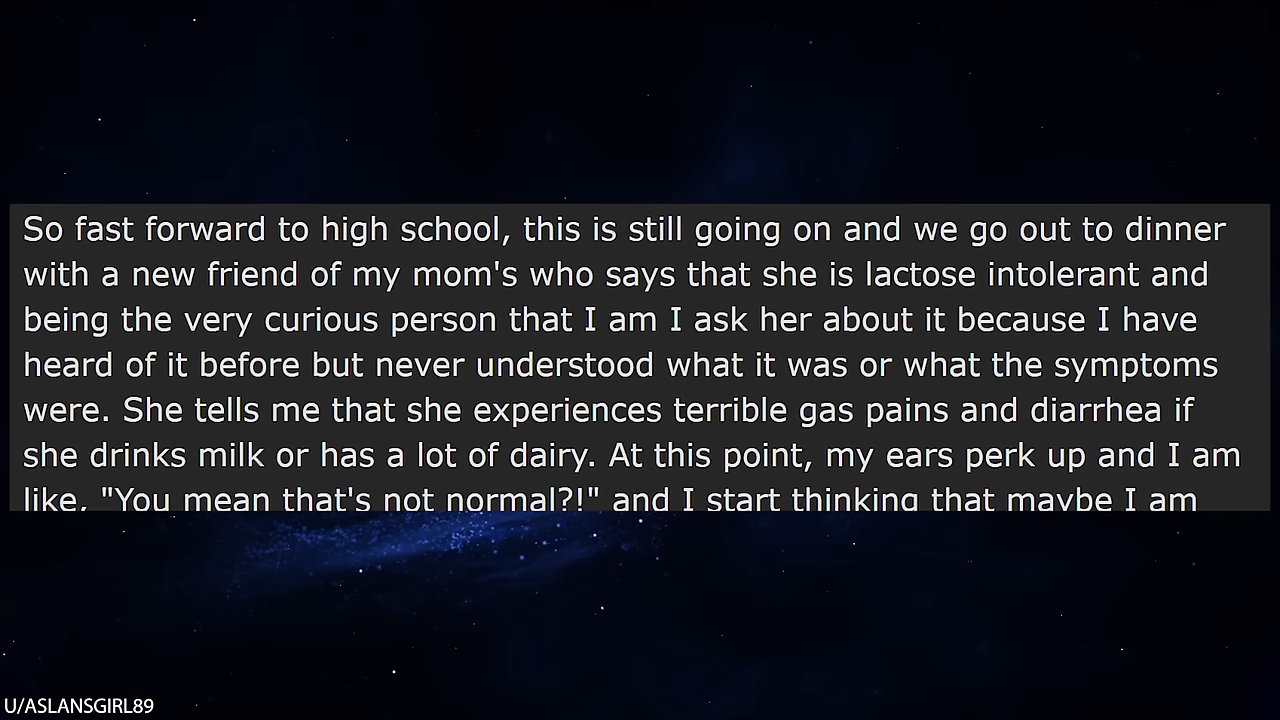 So fast forward to high school, this is still going on and we go out to dinner
with a new friend of my mom's who says that she is lactose intolerant and
being the very curious person that I am I ask her about it because I have
heard of it before but never understood what it was or what the symptoms
were. She tells me that she experiences terrible gas pains and diarrhea if
she drinks milk or has a lot of dairy. At this point, my ears perk up and I am
like, "You mean that's not normal?!" and I start thinking that maybe I am
U/ASLANSGIRL89